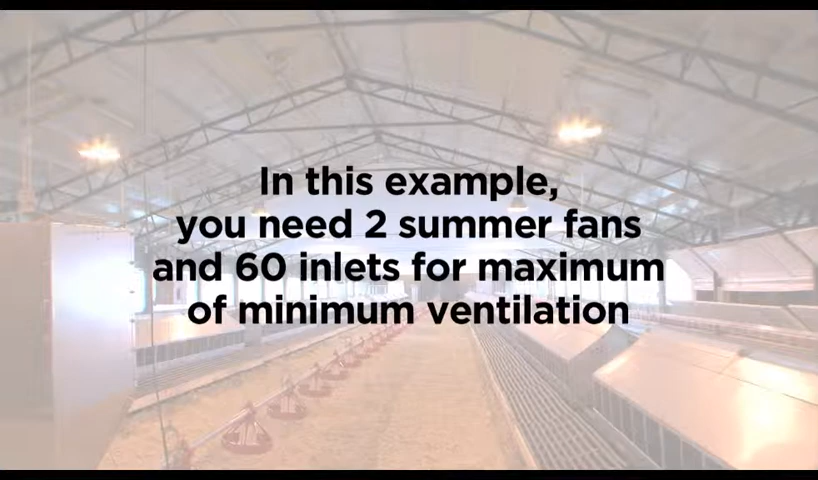 In this example,
you need 2 summer fans
and 60 inlets for maximum
of minimum ventilation